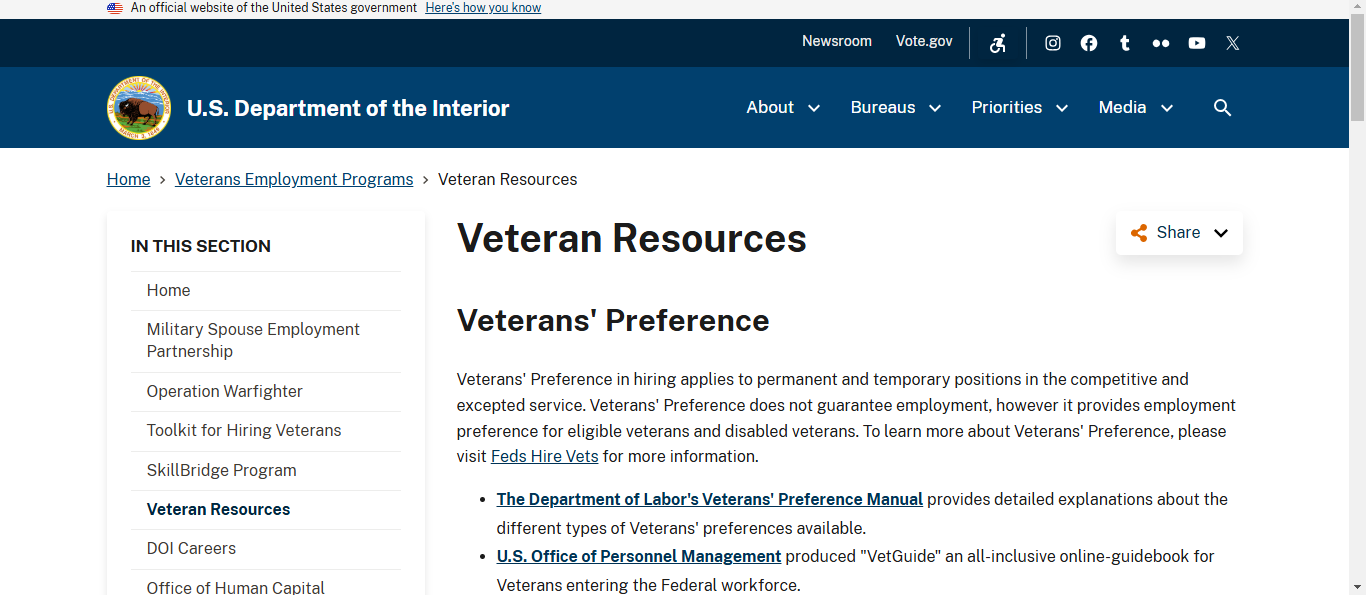 An official website of the United States government Here's how you know
Newsroom Vote.gov
U.S. Department of the Interior
About Bureaus Priorities Media
Home › Veterans Employment Programs › Veteran Resources
IN THIS SECTION
Home
Military Spouse Employment
Partnership
Operation Warfighter
Toolkit for Hiring Veterans
SkillBridge Program
Veteran Resources
DOI Careers
Office of Human Capital
Veteran Resources
Share
Veterans' Preference
Veterans' Preference in hiring applies to permanent and temporary positions in the competitive and
excepted service. Veterans' Preference does not guarantee employment, however it provides employment
preference for eligible veterans and disabled veterans. To learn more about Veterans' Preference, please
visit Feds Hire Vets for more information.
• The Department of Labor's Veterans' Preference Manual provides detailed explanations about the
different types of Veterans' preferences available.
• U.S. Office of Personnel Management produced "VetGuide" an all-inclusive online-guidebook for
Veterans entering the Federal workforce.